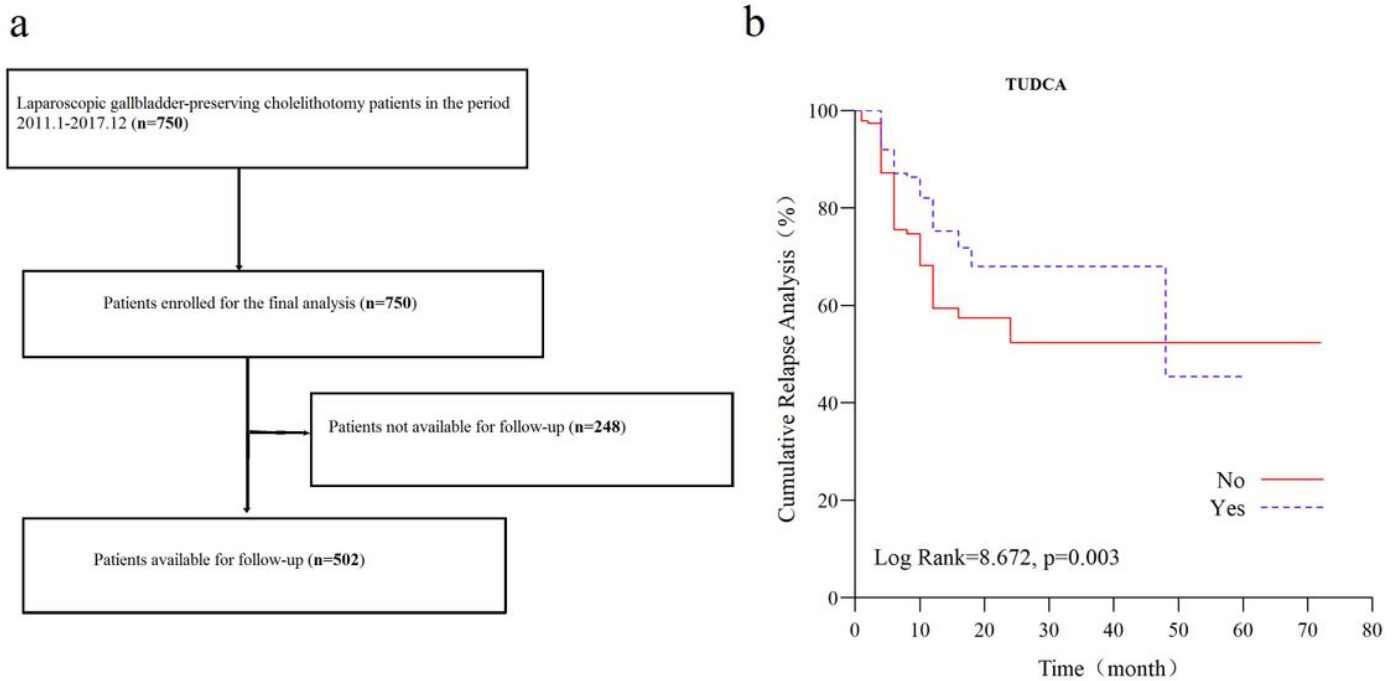 a
Laparoscopic gallbladder-preserving cholelithotomy patients in the period
2011.1-2017.12 (n=750)
Patients enrolled for the final analysis (n=750)
Patients not available for follow-up (n=248)
Patients available for follow-up (n=502)
b
TUDCA
Cumulative Relapse Analysis（%）
100
80
60
40
20
0
No
Yes
Log Rank=8.672, p=0.003
0 10 20 30 40 50 60 70 80
Time（month）